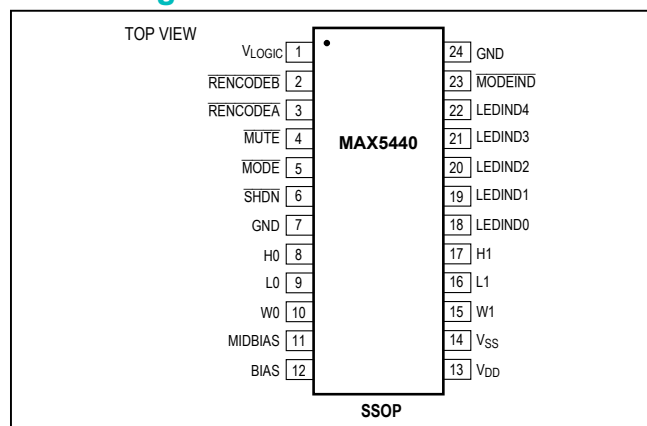 TOP VIEW
VLOGIC 1
RENCODEB 2
RENCODEA 3
MUTE 4
MODE 5
SHDN 6
GND 7
H0 8
L0 9
W0 10
MIDBIAS 11
BIAS 12
MAX5440
24 GND
23 MODEIND
22 LEDIND4
21 LEDIND3
20 LEDIND2
19 LEDIND1
18 LEDIND0
17 H1
16 L1
15 W1
14 VSS
13 VDD
SSOP